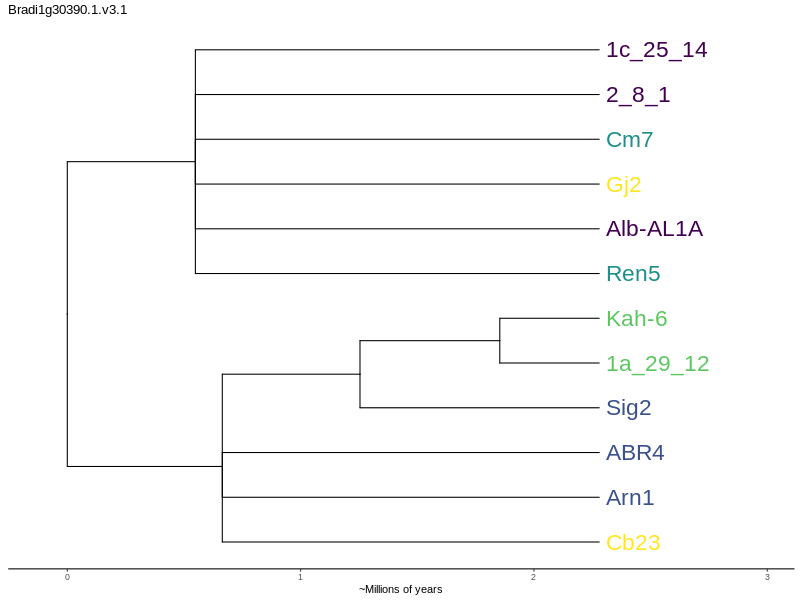 Bradi1g30390.1.v3.1
1c_25_14
2_8_1
Cm7
Gj2
Alb-AL1A
Ren5
Kah-6
1a_29_12
Sig2
ABR4
Arn1
Cb23
0 1 2 3
~Millions of years